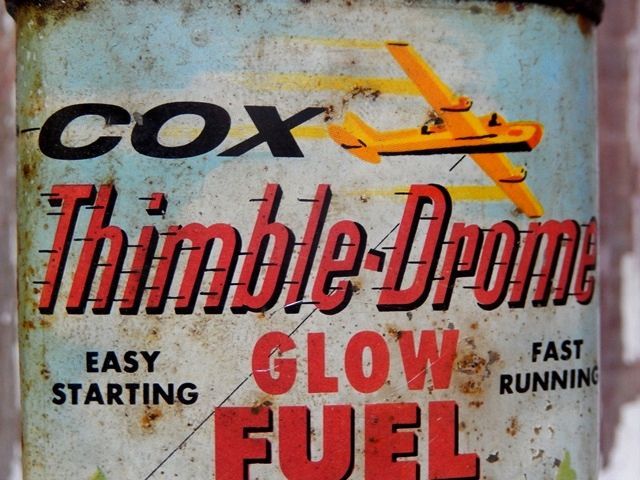 COX
Thimble-Drome
EASY
STARTING
GLOW
FUEL
FAST
RUNNING